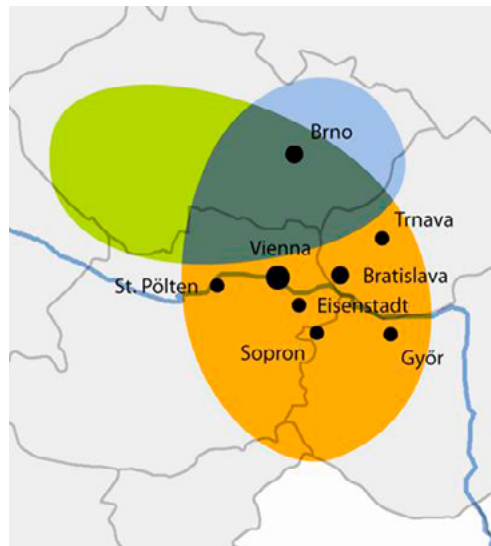 Brno
Trnava
Vienna
St. Pölten
Bratislava
Eisenstadt
Sopron
Győr